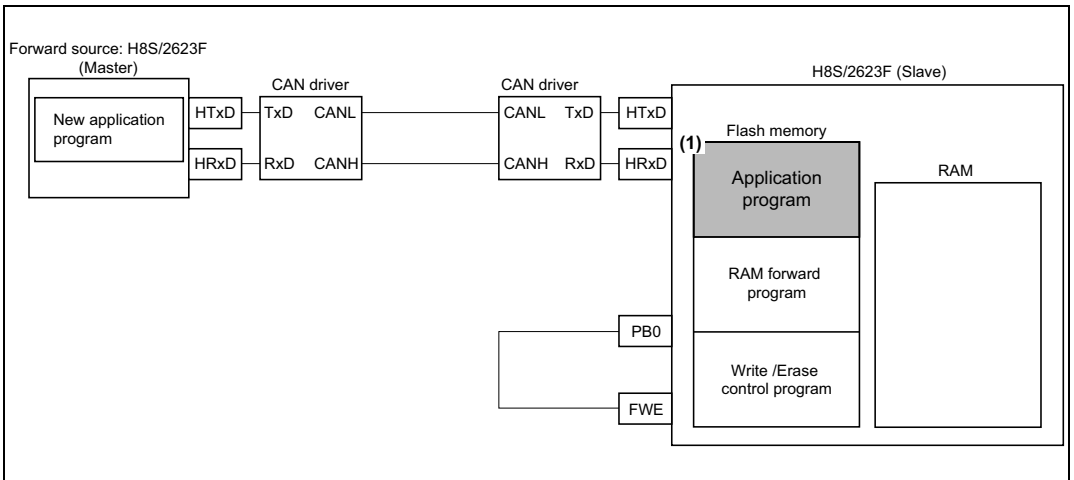 Forward source: H8S/2623F
(Master)
New application
program
HTxD
HRxD
CAN driver
TxD CANL
RxD CANH
CAN driver
CANL TxD
CANH RxD
HTxD
HRxD
H8S/2623F (Slave)
(1)
Flash memory
Application
program
RAM forward
program
Write /Erase
control program
RAM
PB0
FWE